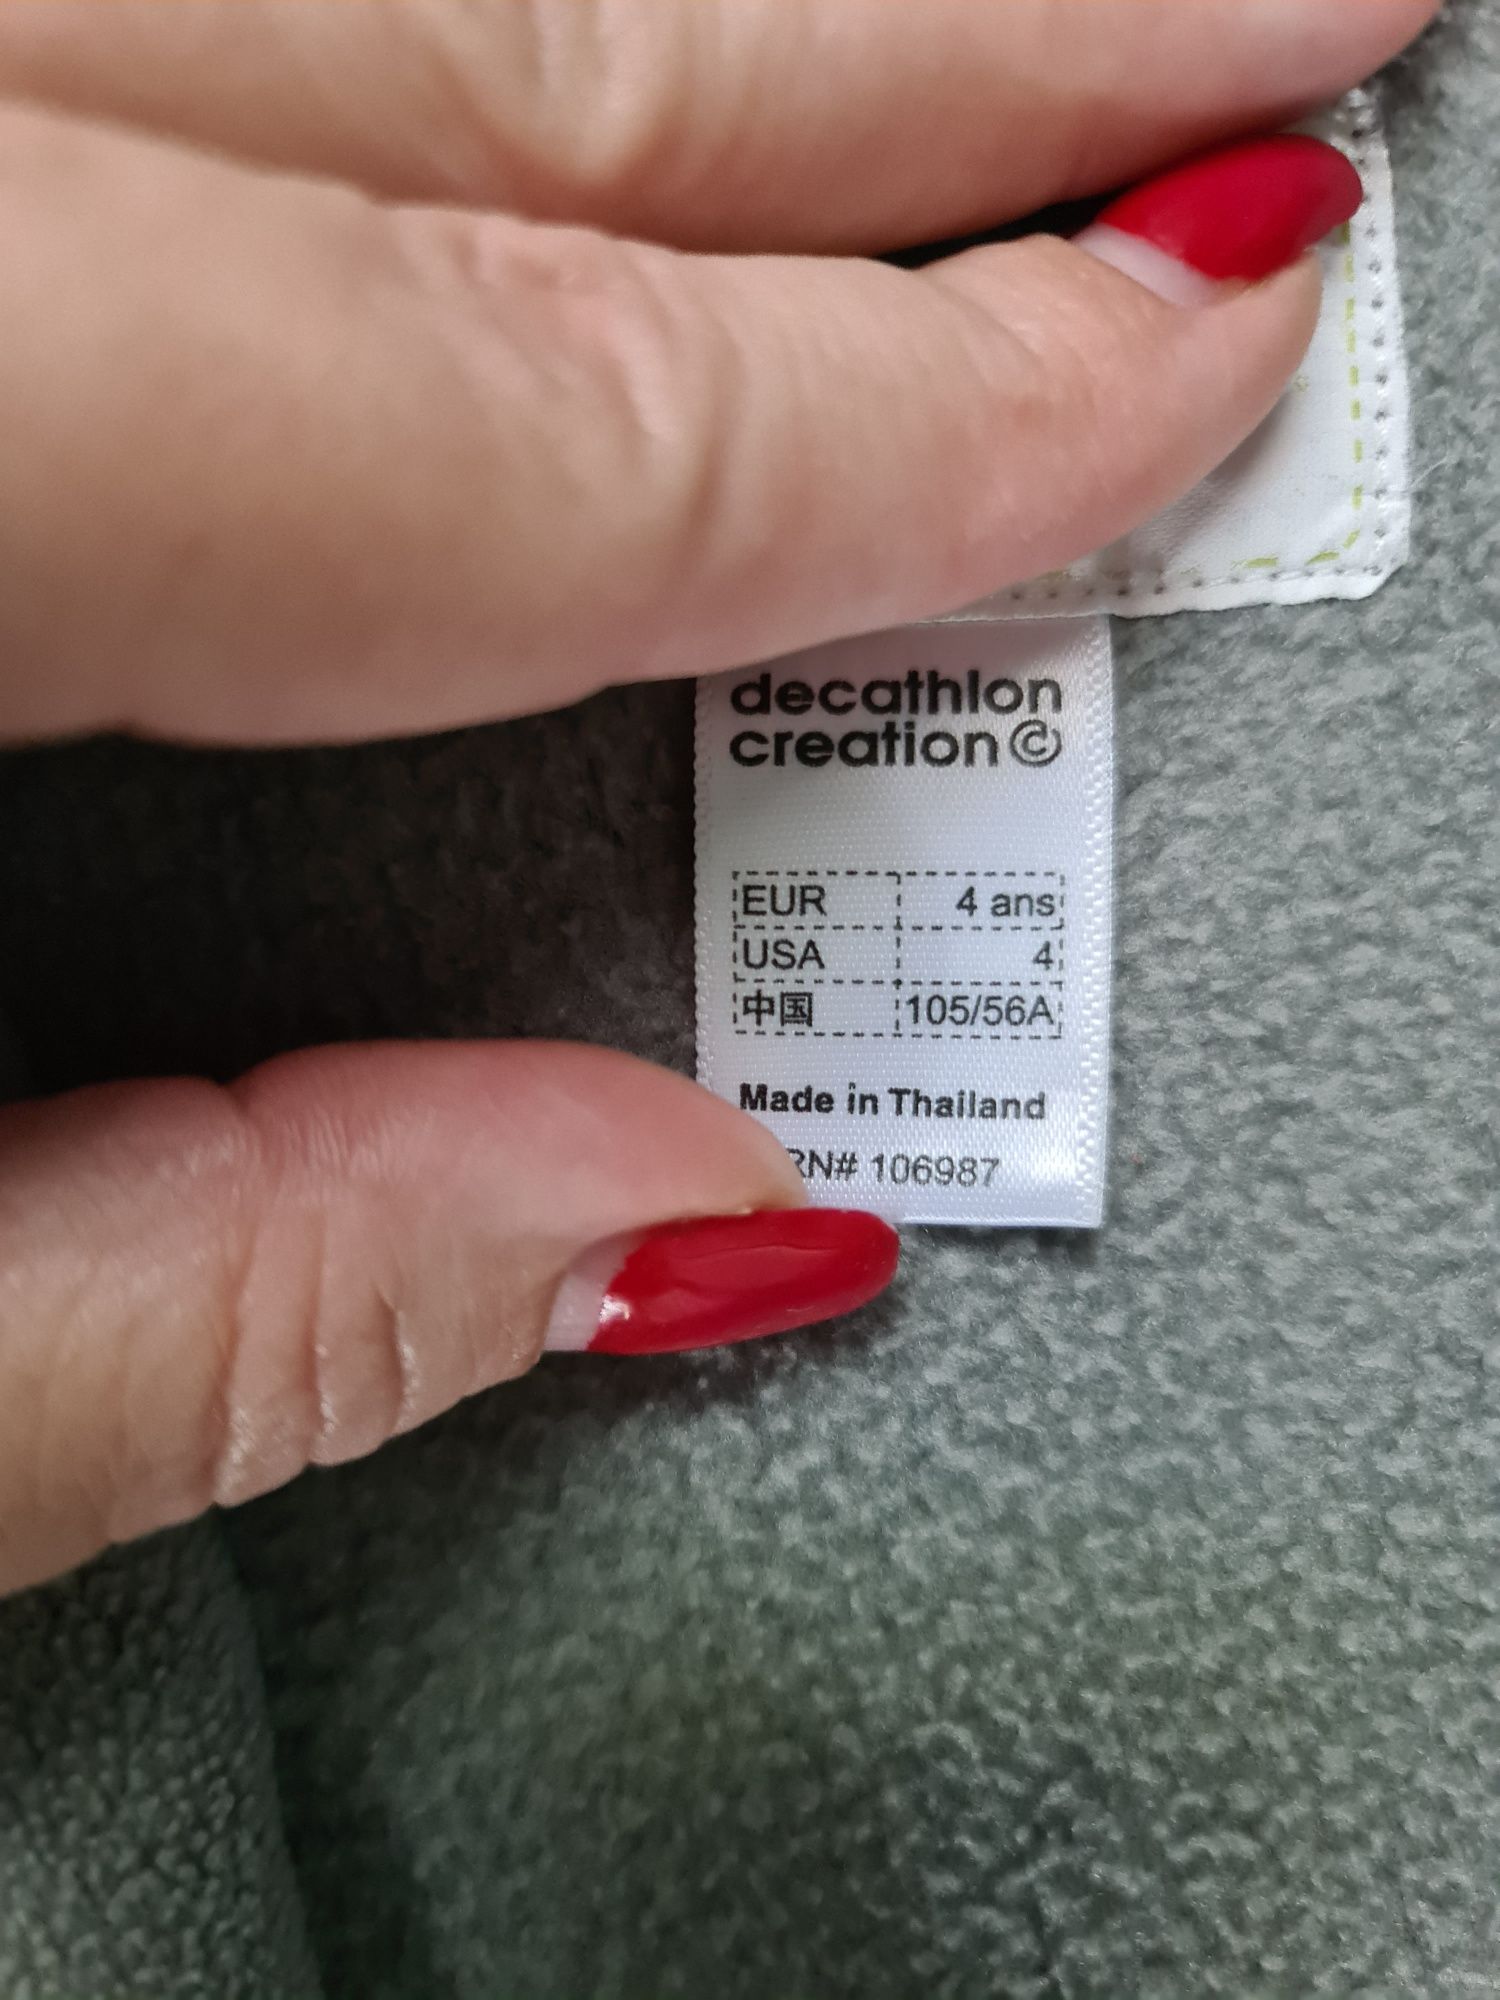 decathlon
creation ©
EUR 4 ans
USA 4
中国 105/56A
Made in Thailand
RN# 106987